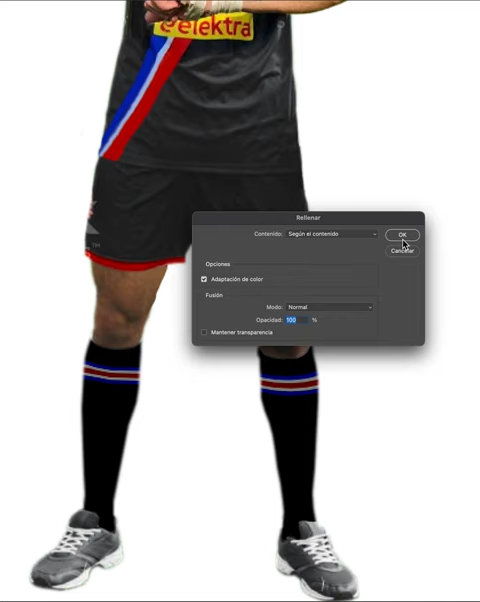 elektra
Rellenar
Contenido: Según el contenido
OK
Cancelar
Opciones
Adaptación de color
Fusión
Modo: Normal
Opacidad: 100 %
Mantener transparencia